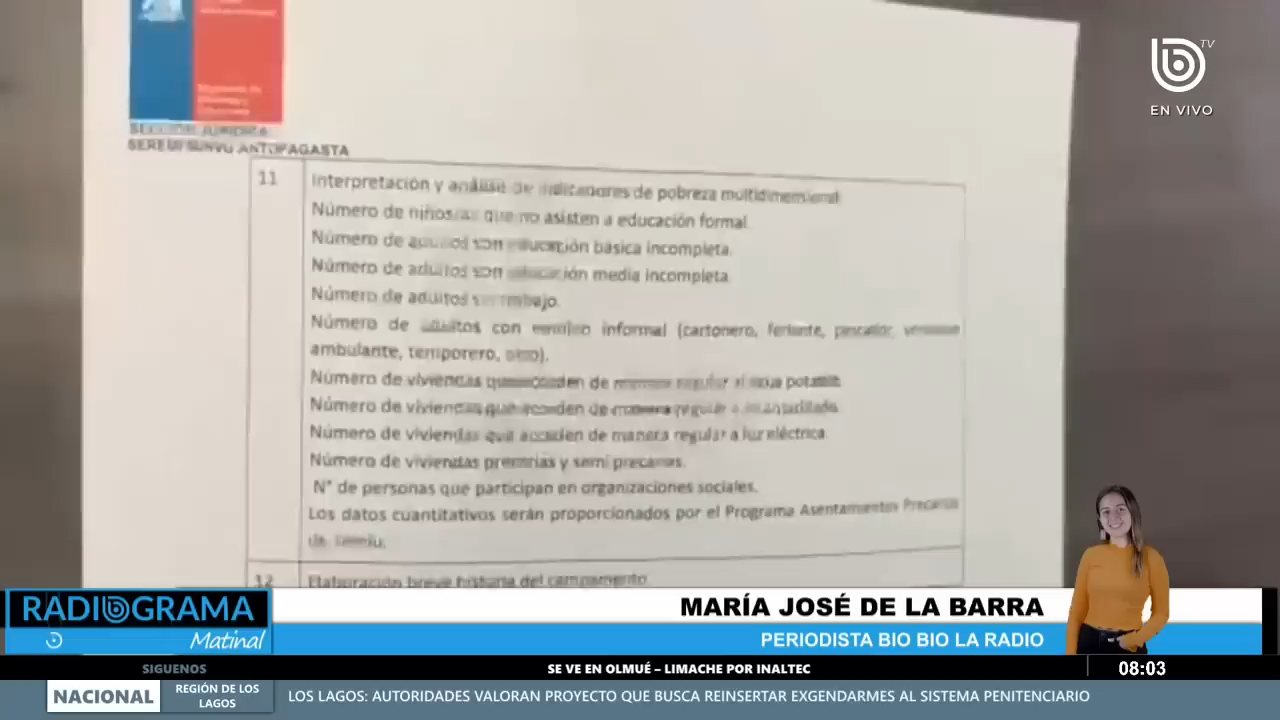 TV
EN VIVO
SECCION JURIDICA
SEREMI MINVU ANTOFAGASTA
11
Interpretación y análisis de indicadores de pobreza multidimensional
Número de niños/as que no asisten a educación formal.
Número de adultos con educación básica incompleta.
Número de adultos con educación media incompleta.
Número de adultos sin trabajo.
Número de adultos con empleo informal (cartonero, feriante, pescador,
ambulante, temporero, otro).
Número de viviendas que acceden de manera regular al agua potable
Número de viviendas que acceden de manera regular a alcantarillado
Número de viviendas que acceden de manera regular a luz eléctrica
Número de viviendas precarias y semi precarias.
N° de personas que participan en organizaciones sociales.
Los datos cuantitativos serán proporcionados por el Programa Asentamientos Precarios
de
12
Elaboración breve historia del campamento
RADIOGRAMA
Matinal
MARÍA JOSÉ DE LA BARRA
PERIODISTA BIO BIO LA RADIO
SIGUENOS
SE VE EN OLMUÉ – LIMACHE POR INALTEC
08:03
NACIONAL
REGIÓN DE LOS
LAGOS
LOS LAGOS: AUTORIDADES VALORAN PROYECTO QUE BUSCA REINSERTAR EXGENDARMES AL SISTEMA PENITENCIARIO